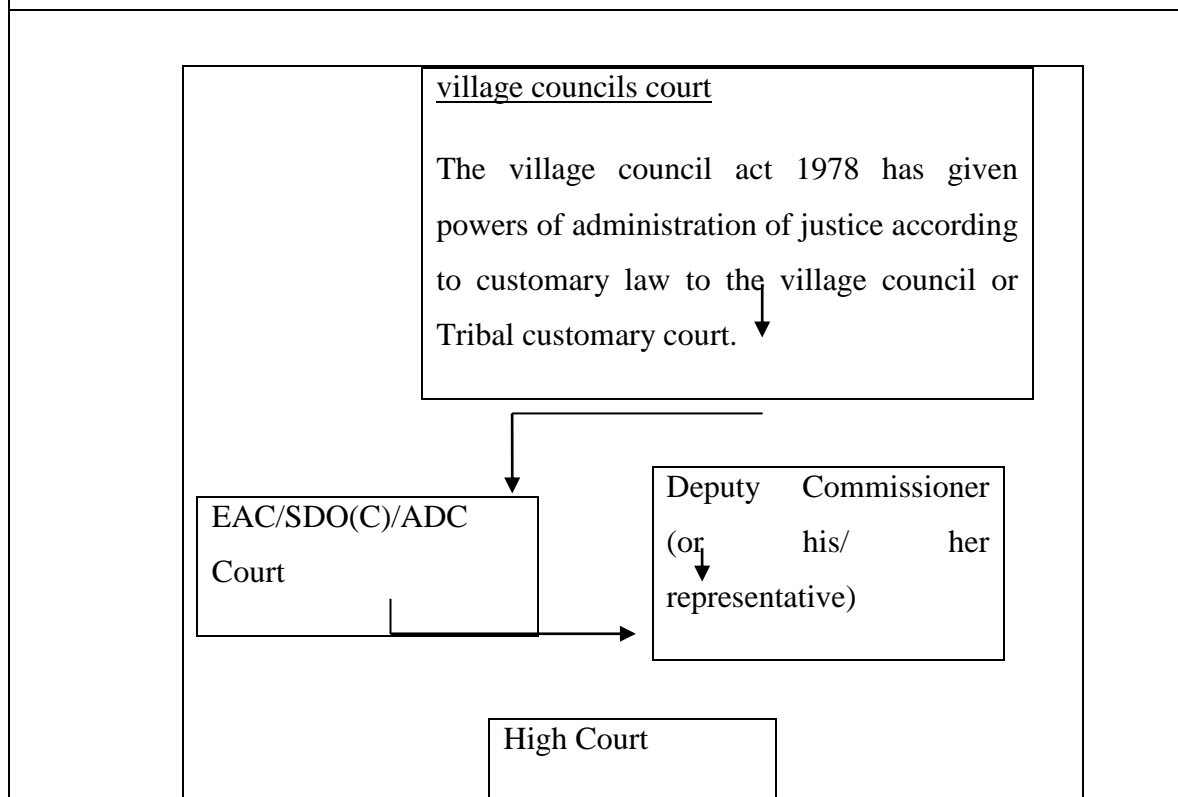 village councils court
The village council act 1978 has given
powers of administration of justice according
to customary law to the village council or
Tribal customary court.
EAC/SDO(C)/ADC
Court
Deputy Commissioner
(or his/ her
representative)
High Court